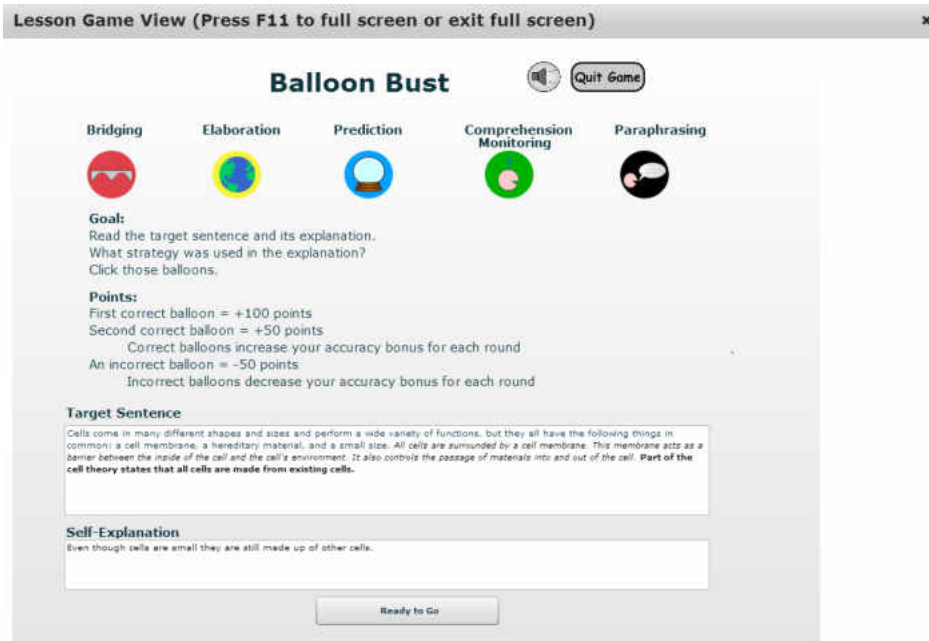 Lesson Game View (Press F11 to full screen or exit full screen)
x
Balloon Bust
Quit Game
Bridging
Elaboration
Prediction
Comprehension
Monitoring
Paraphrasing
Goal:
Read the target sentence and its explanation.
What strategy was used in the explanation?
Click those balloons.
Points:
First correct balloon = +100 points
Second correct balloon = +50 points
Correct balloons increase your accuracy bonus for each round
An incorrect balloon = -50 points
Incorrect balloons decrease your accuracy bonus for each round
Target Sentence
Cells come in many different shapes and sizes and perform a wide variety of functions, but they all have the following things in
common: a cell membrane, a hereditary material, and a small size. All cells are surrounded by a cell membrane. This membrane acts as a
barrier between the inside of the cell and the cell's environment. It also controls the passage of materials into and out of the cell. Part of the
cell theory states that all cells are made from existing cells.
Self-Explanation
Even though cells are small they are still made up of other cells.
Ready to Go